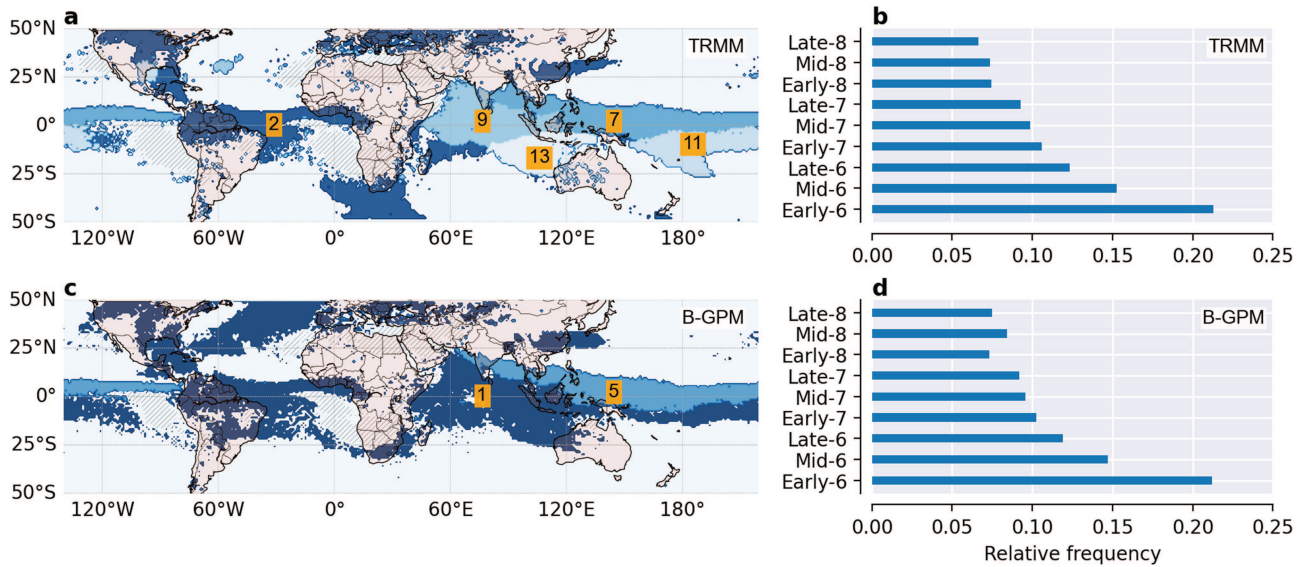 a
50°N
25°N
0°
25°S
50°S
TRMM
2
9
7
11
13
120°W 60°W 0° 60°E 120°E 180°
b
TRMM
Late-8
Mid-8
Early-8
Late-7
Mid-7
Early-7
Late-6
Mid-6
Early-6
0.00 0.05 0.10 0.15 0.20 0.25
c
50°N
25°N
0°
25°S
50°S
B-GPM
1
5
120°W 60°W 0° 60°E 120°E 180°
d
B-GPM
Late-8
Mid-8
Early-8
Late-7
Mid-7
Early-7
Late-6
Mid-6
Early-6
0.00 0.05 0.10 0.15 0.20 0.25
Relative frequency